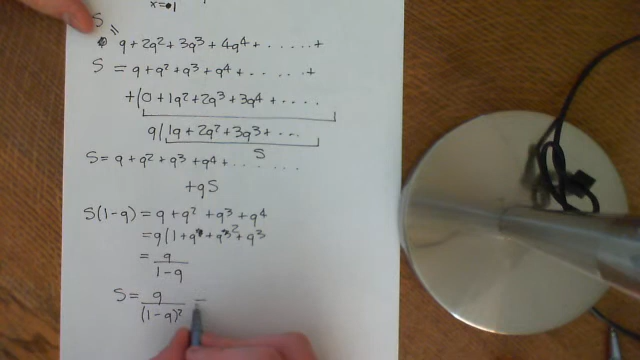 x=1
S
=
q + 2q² + 3q³ + 4q⁴ + ...... +
S = q + q² + q³ + q⁴ + ..... +
+(0 + 1q² + 2q³ + 3q⁴ + ....
q(1q + 2q² + 3q³ + ...
S
S = q + q² + q³ + q⁴ + .......
+qS
S(1-q) = q + q² + q³ + q⁴
= q(1 + q + q² + q³
= q/(1-q)
S = q/(1-q)² =